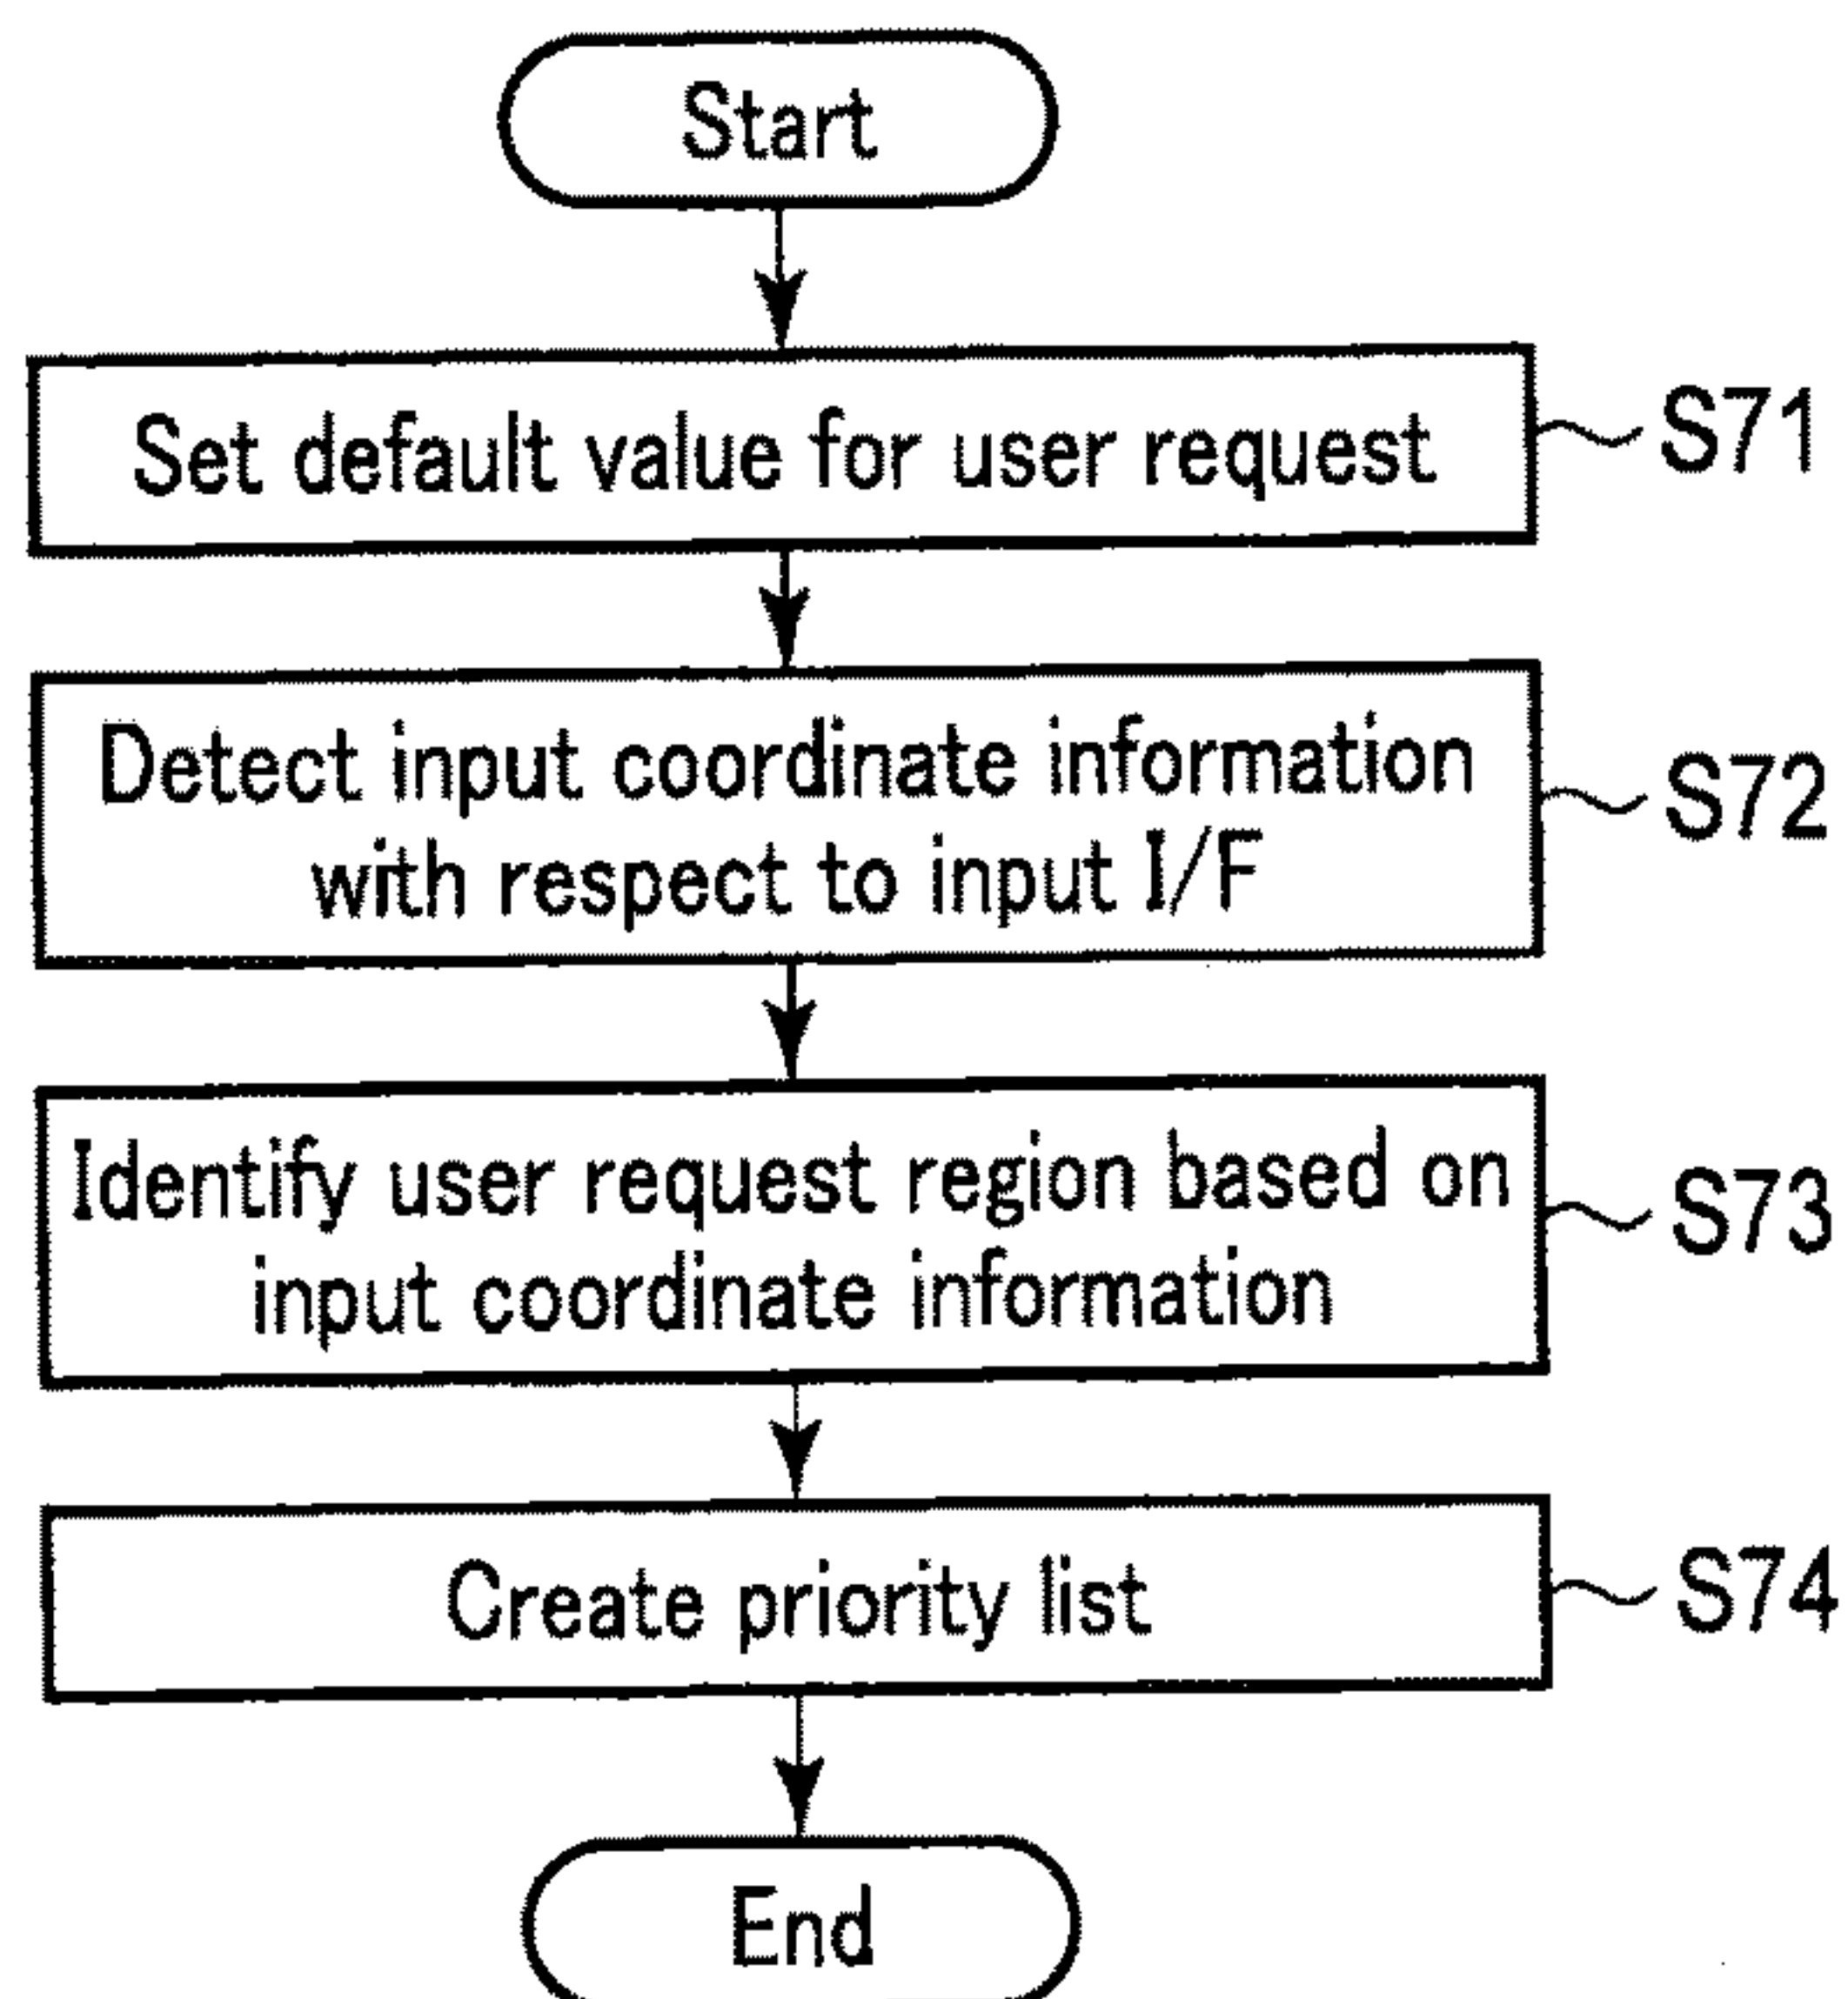 Start
Set default value for user request
S71
Detect input coordinate information
with respect to input I/F
S72
Identify user request region based on
input coordinate information
S73
Create priority list
S74
End